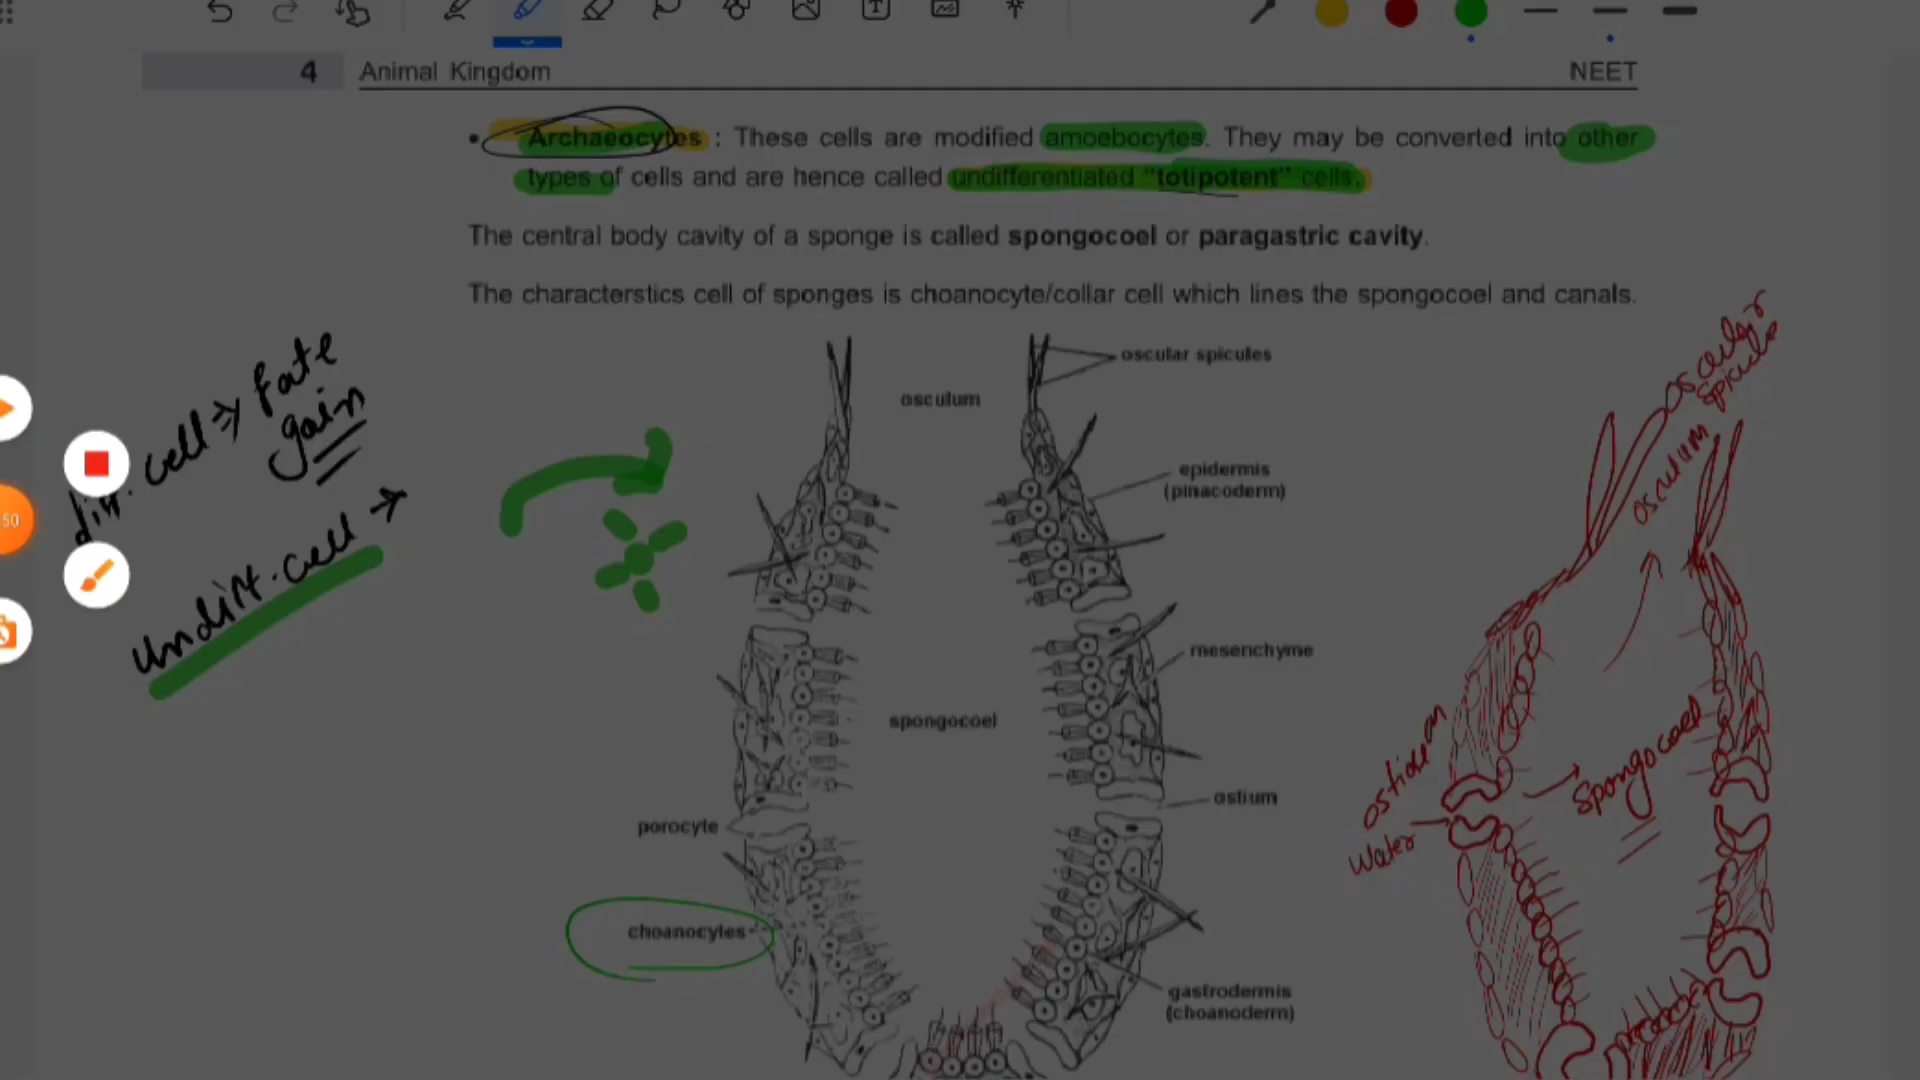 4 Animal Kingdom NEET
• Archaeocytes : These cells are modified amoebocytes. They may be converted into other
types of cells and are hence called undifferentiated "totipotent" cells.
The central body cavity of a sponge is called spongocoel or paragastric cavity.
The characterstics cell of sponges is choanocyte/collar cell which lines the spongocoel and canals.
oscular spicules
osculum
epidermis
(pinacoderm)
mesenchyme
spongocoel
ostium
porocyte
choanocytes
gastrodermis
(choanoderm)
diff. cell ⇒ fate
gain
undiff. cell →
50
oscular
spicule
osculum
spongocoel
ostium
water